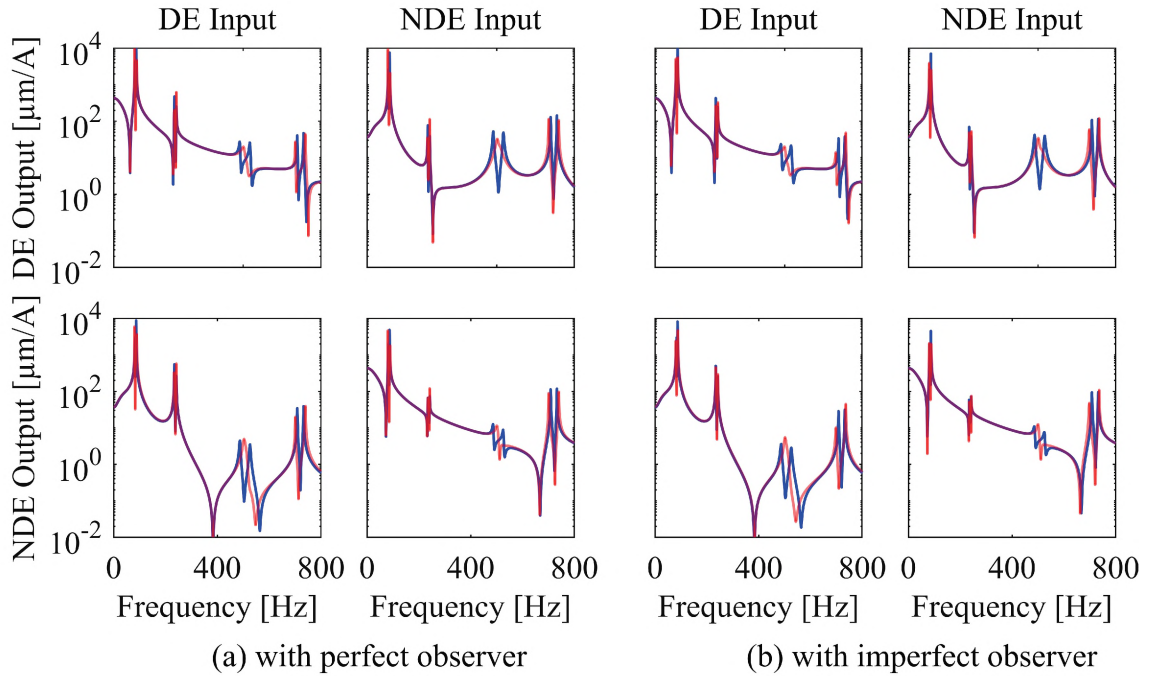 DE Input
NDE Input
DE Input
NDE Input
DE Output [μm/A]
10^4
10^2
10^0
10^-2
NDE Output [μm/A]
10^4
10^2
10^0
10^-2
0 400 800
0 400 800
0 400 800
0 400 800
Frequency [Hz]
Frequency [Hz]
Frequency [Hz]
Frequency [Hz]
(a) with perfect observer
(b) with imperfect observer